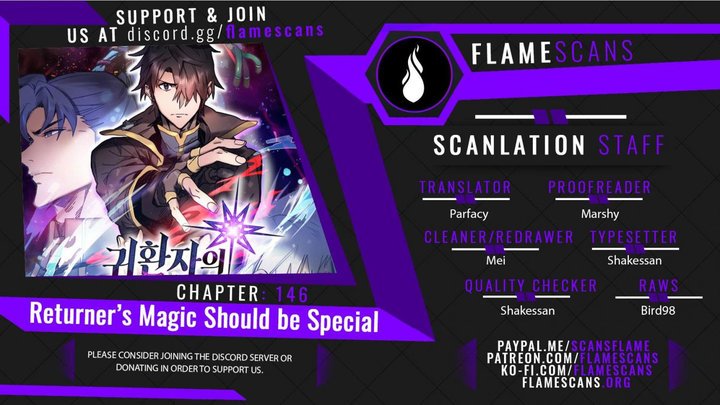 SUPPORT & JOIN
US AT discord.gg/flamescans
귀환자의
CHAPTER: 146
Returner's Magic Should be Special
PLEASE CONSIDER JOINING THE DISCORD SERVER OR
DONATING IN ORDER TO SUPPORT US.
FLAMESCANS
SCANLATION STAFF
TRANSLATOR
Parfacy
PROOFREADER
Marshy
CLEANER/REDRAWER
Mei
TYPESETTER
Shakessan
QUALITY CHECKER
Shakessan
RAWS
Bird98
PAYPAL.ME/SCANSFLAME
PATREON.COM/FLAMESCANS
KO-FI.COM/FLAMESCANS
FLAMESCANS.ORG